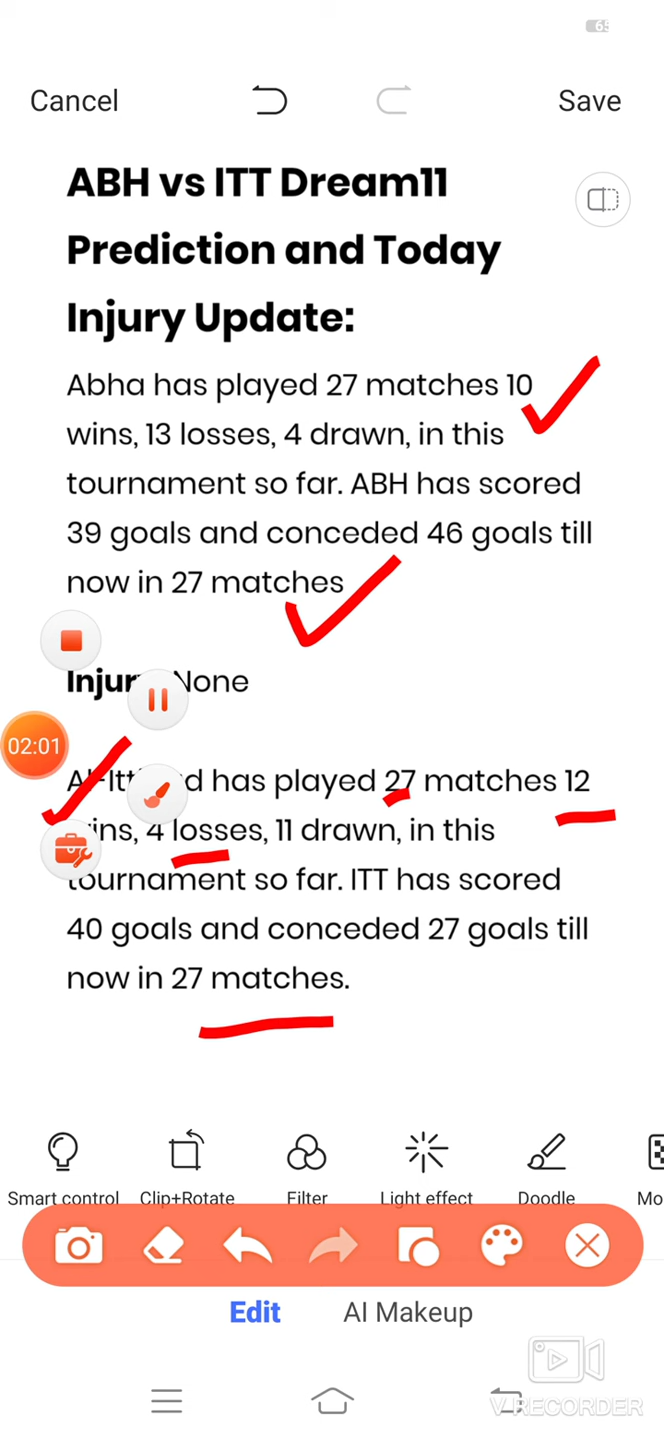 Cancel
Save
ABH vs ITT Dream11
Prediction and Today
Injury Update:
Abha has played 27 matches 10
wins, 13 losses, 4 drawn, in this
tournament so far. ABH has scored
39 goals and conceded 46 goals till
now in 27 matches
None
02:01
has played 27 matches 12
4 losses, 11 drawn, in this
tournament so far. ITT has scored
40 goals and conceded 27 goals till
now in 27 matches.
Smart control Clip+Rotate Filter Light effect Doodle
Edit AI Makeup
V RECORDER